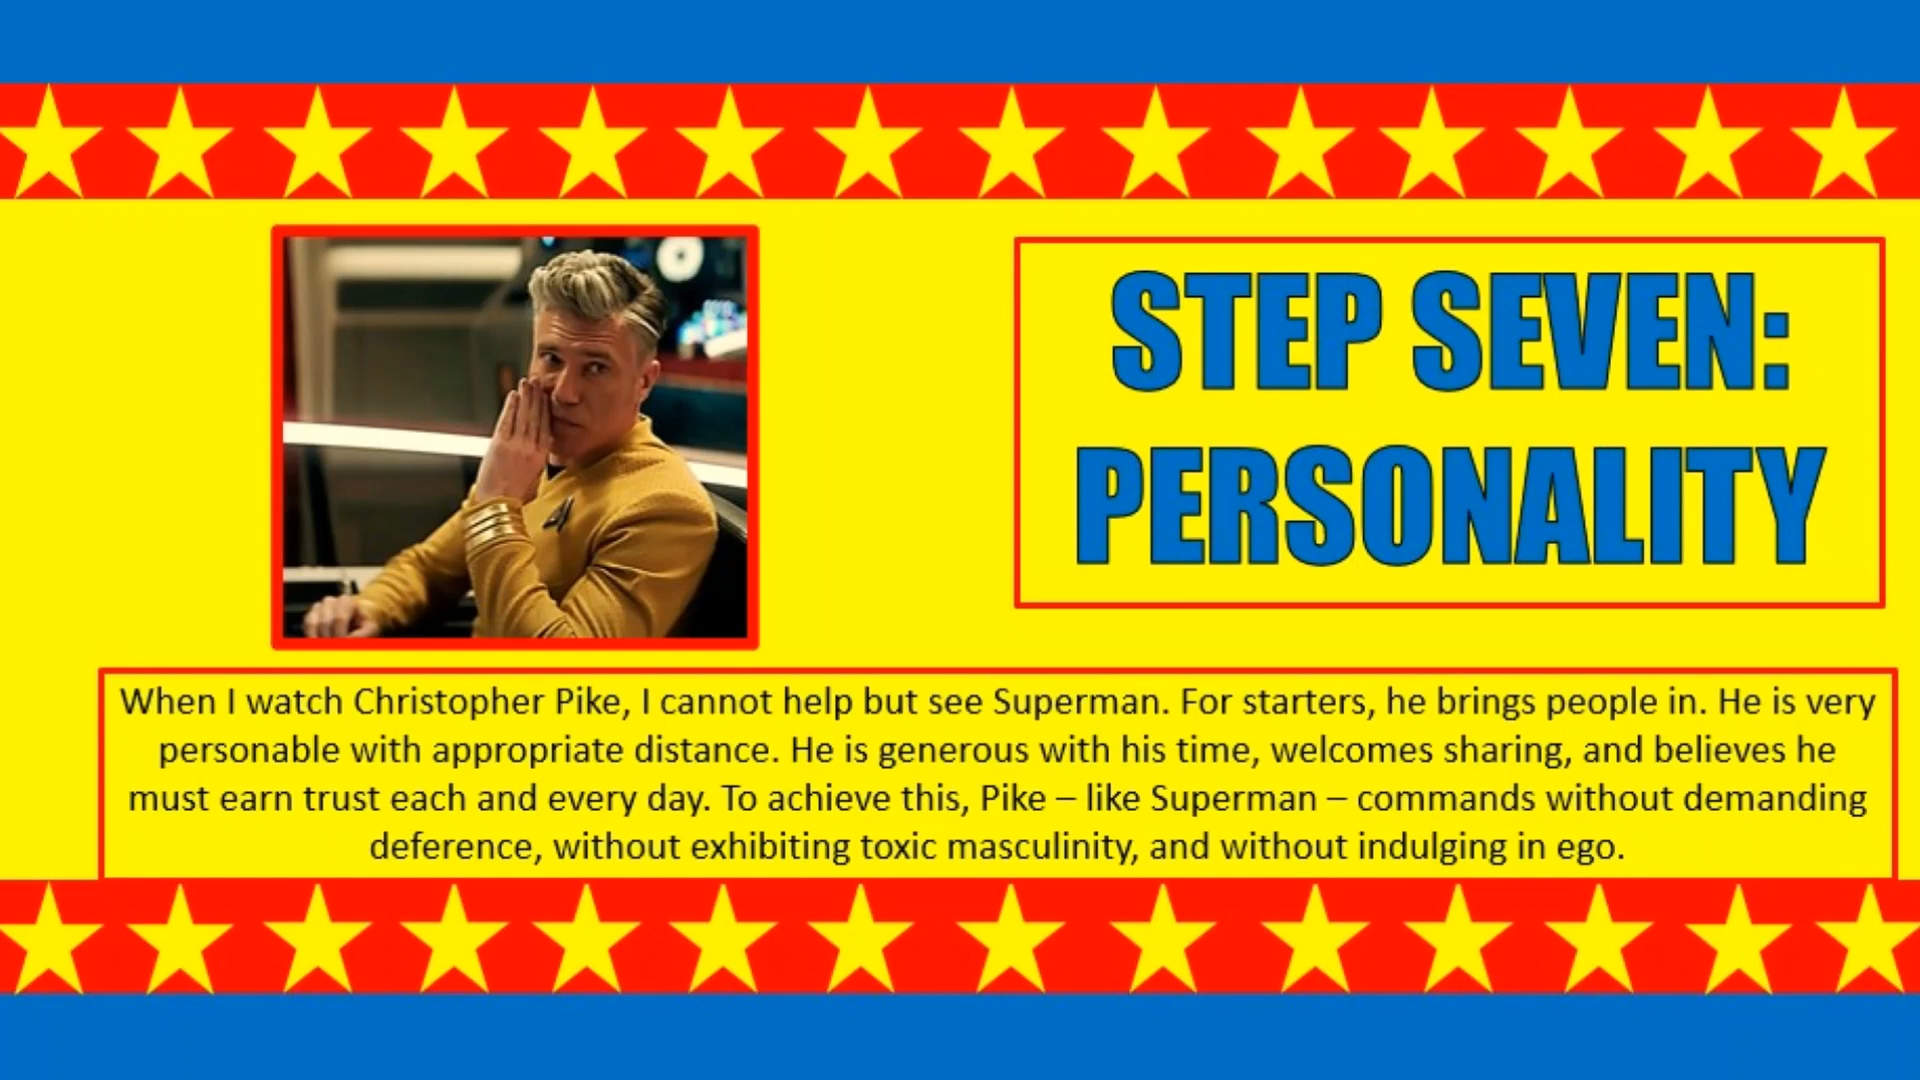 STEP SEVEN:
PERSONALITY
When I watch Christopher Pike, I cannot help but see Superman. For starters, he brings people in. He is very
personable with appropriate distance. He is generous with his time, welcomes sharing, and believes he
must earn trust each and every day. To achieve this, Pike – like Superman – commands without demanding
deference, without exhibiting toxic masculinity, and without indulging in ego.